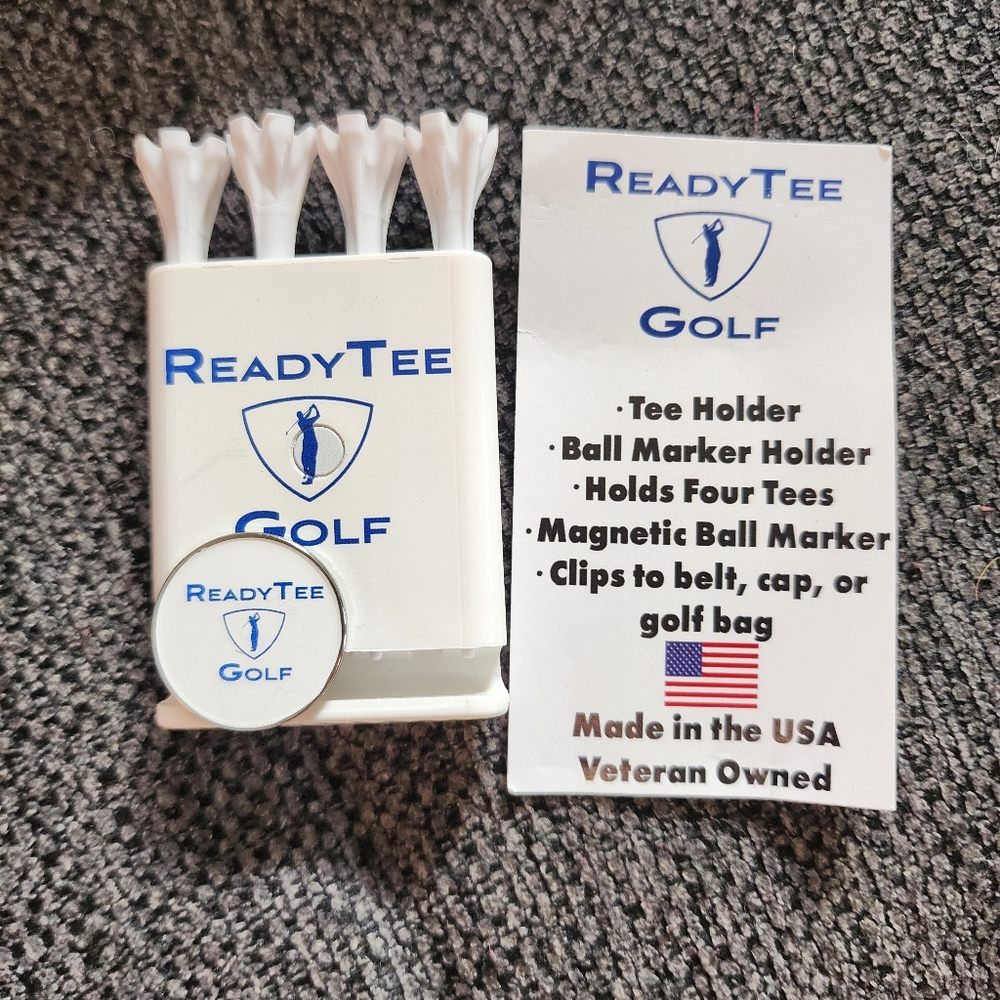 READYTEE
GOLF
READYTEE
GOLF
READYTEE
GOLF
·Tee Holder
·Ball Marker Holder
·Holds Four Tees
·Magnetic Ball Marker
·Clips to belt, cap, or
golf bag
Made in the USA
Veteran Owned